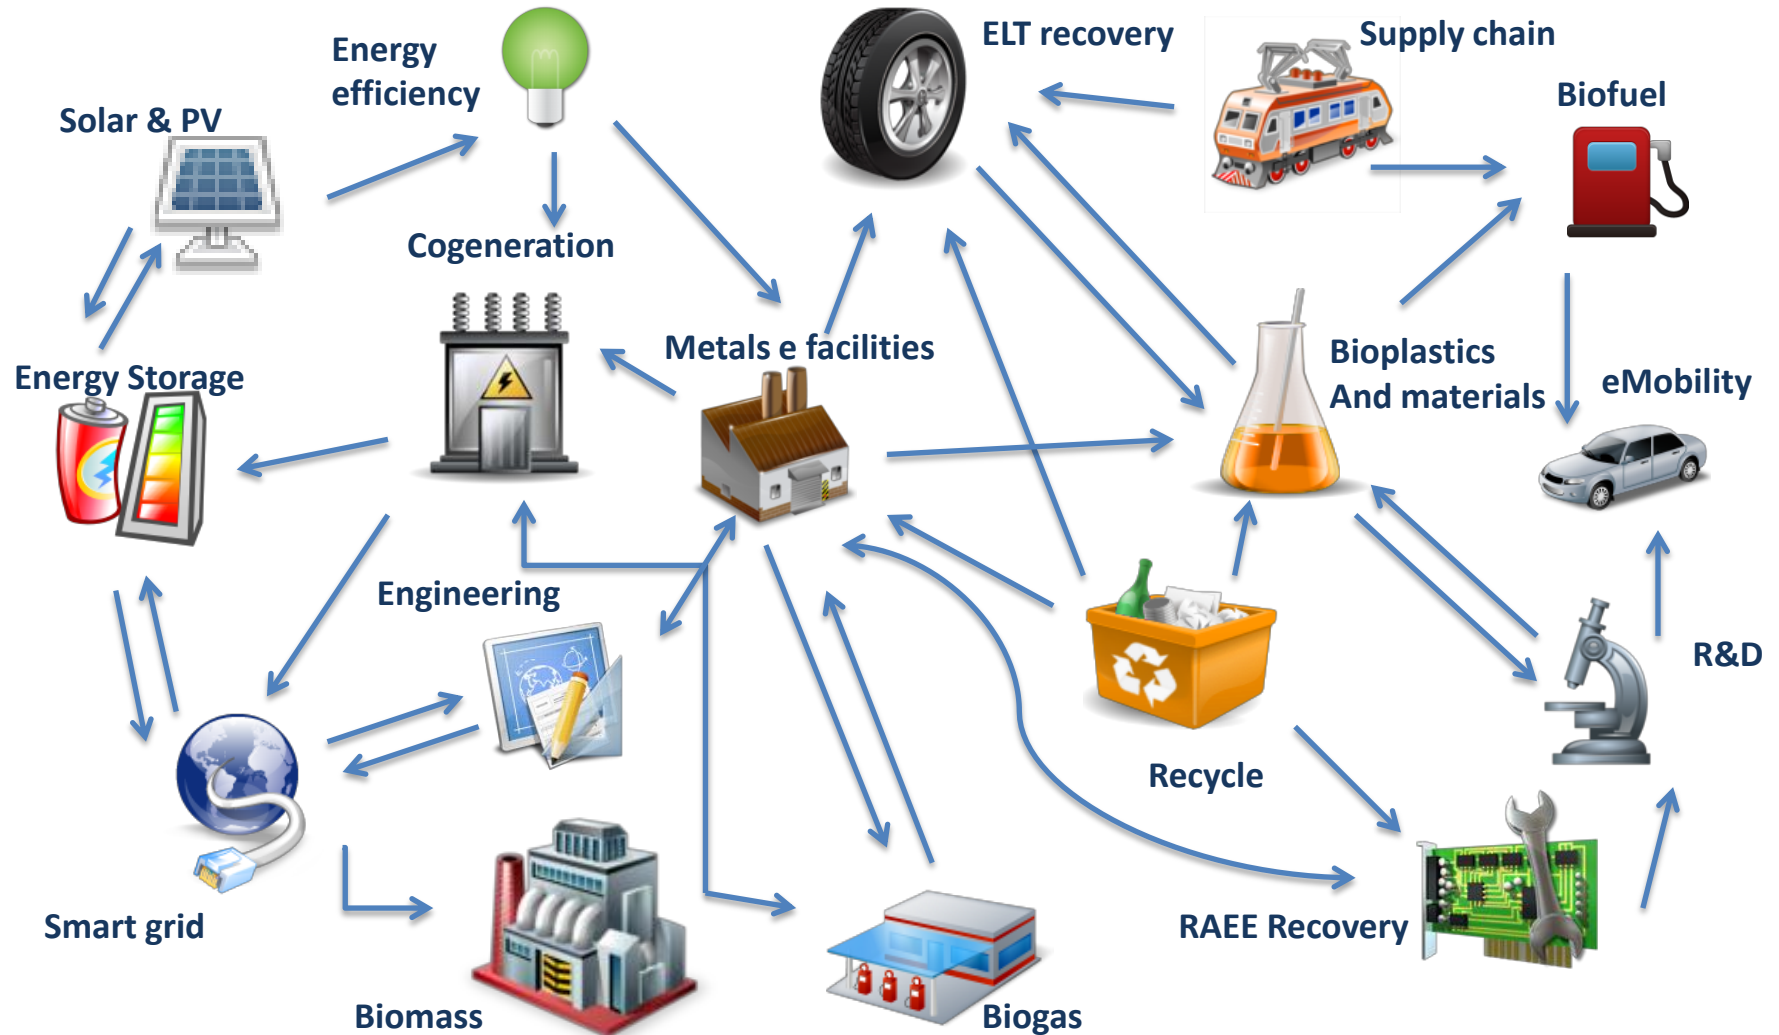 Energy
efficiency
ELT recovery
Supply chain
Biofuel
Solar & PV
Cogeneration
Metals e facilities
Bioplastics
And materials
eMobility
Energy Storage
Engineering
R&D
Recycle
Smart grid
RAEE Recovery
Biomass
Biogas